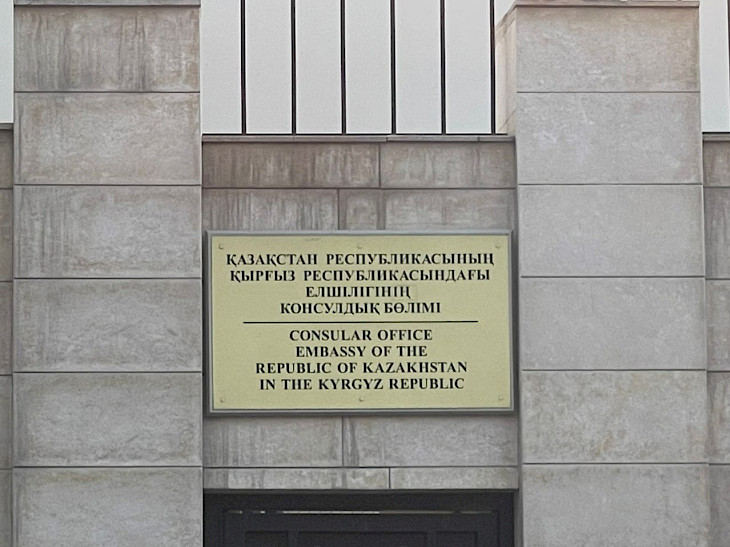 ҚАЗАҚСТАН РЕСПУБЛИКАСЫНЫҢ
ҚЫРҒЫЗ РЕСПУБЛИКАСЫНДАҒЫ
ЕЛШІЛІГІНІҢ
КОНСУЛДЫҚ БӨЛІМІ
CONSULAR OFFICE
EMBASSY OF THE
REPUBLIC OF KAZAKHSTAN
IN THE KYRGYZ REPUBLIC